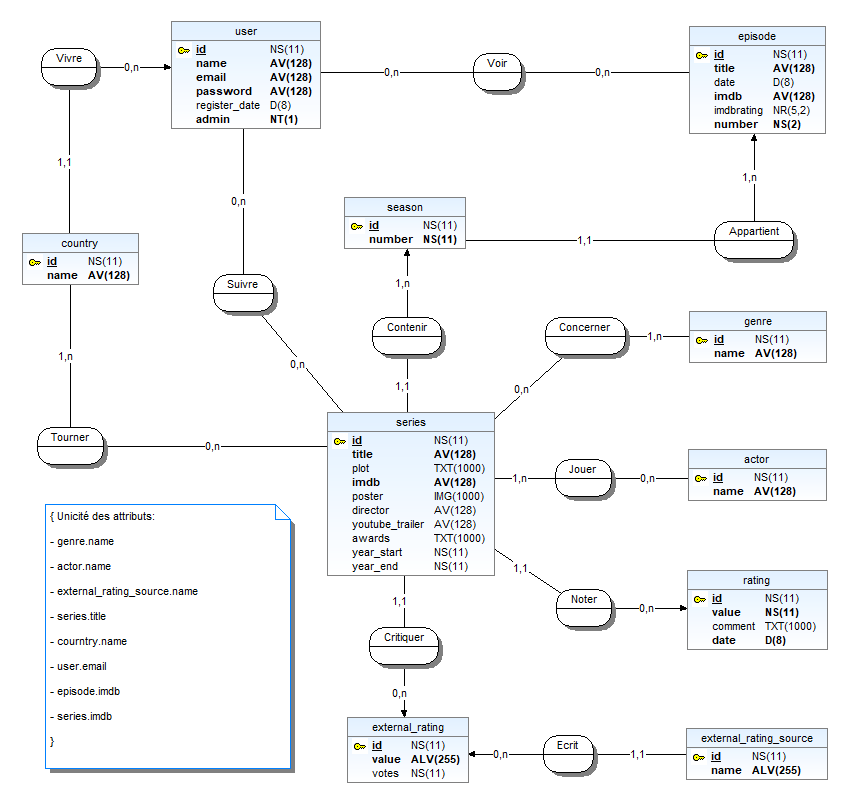 user
id NS(11)
name AV(128)
email AV(128)
password AV(128)
register_date D(8)
admin NT(1)
Vivre
0,n
1,1
0,n
Voir
0,n
episode
id NS(11)
title AV(128)
date D(8)
imdb AV(128)
imdbrating NR(5,2)
number NS(2)
1,n
Appartient
1,1
season
id NS(11)
number NS(11)
country
id NS(11)
name AV(128)
0,n
Suivre
0,n
1,n
Contenir
1,1
Concerner
1,n
0,n
genre
id NS(11)
name AV(128)
1,n
Tourner
0,n
series
id NS(11)
title AV(128)
plot TXT(1000)
imdb AV(128)
poster IMG(1000)
director AV(128)
youtube_trailer AV(128)
awards TXT(1000)
year_start NS(11)
year_end NS(11)
1,n
Jouer
0,n
actor
id NS(11)
name AV(128)
1,1
Noter
0,n
rating
id NS(11)
value NS(11)
comment TXT(1000)
date D(8)
1,1
Critiquer
0,n
external_rating
id NS(11)
value ALV(255)
votes NS(11)
0,n
Ecrit
1,1
external_rating_source
id NS(11)
name ALV(255)
{ Unicité des attributs:
- genre.name
- actor.name
- external_rating_source.name
- series.title
- courntry.name
- user.email
- episode.imdb
- series.imdb
}